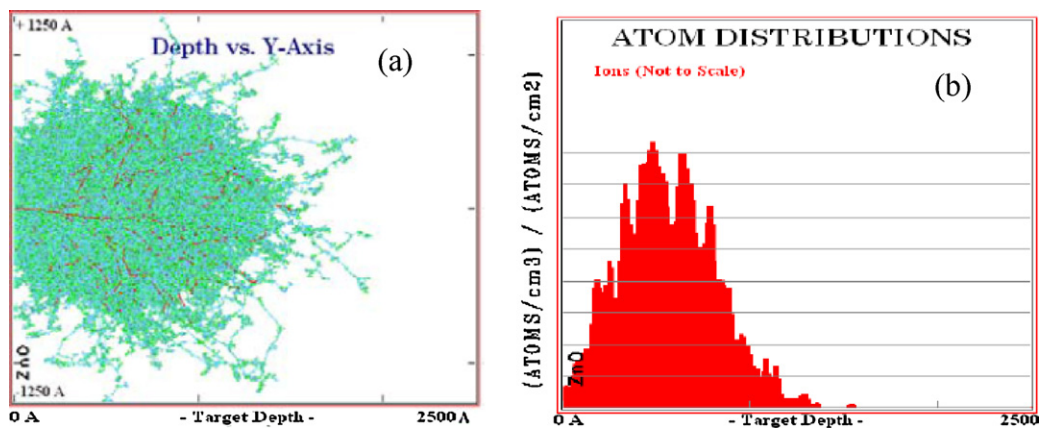 +1250 A
Depth vs. Y-Axis
(a)
ZnO
-1250 A
0 A
- Target Depth -
2500 A
ATOM DISTRIBUTIONS
Ions (Not to Scale)
(b)
(ATOMS/cm3) / (ATOMS/cm2)
ZnO
0 A
- Target Depth -
2500